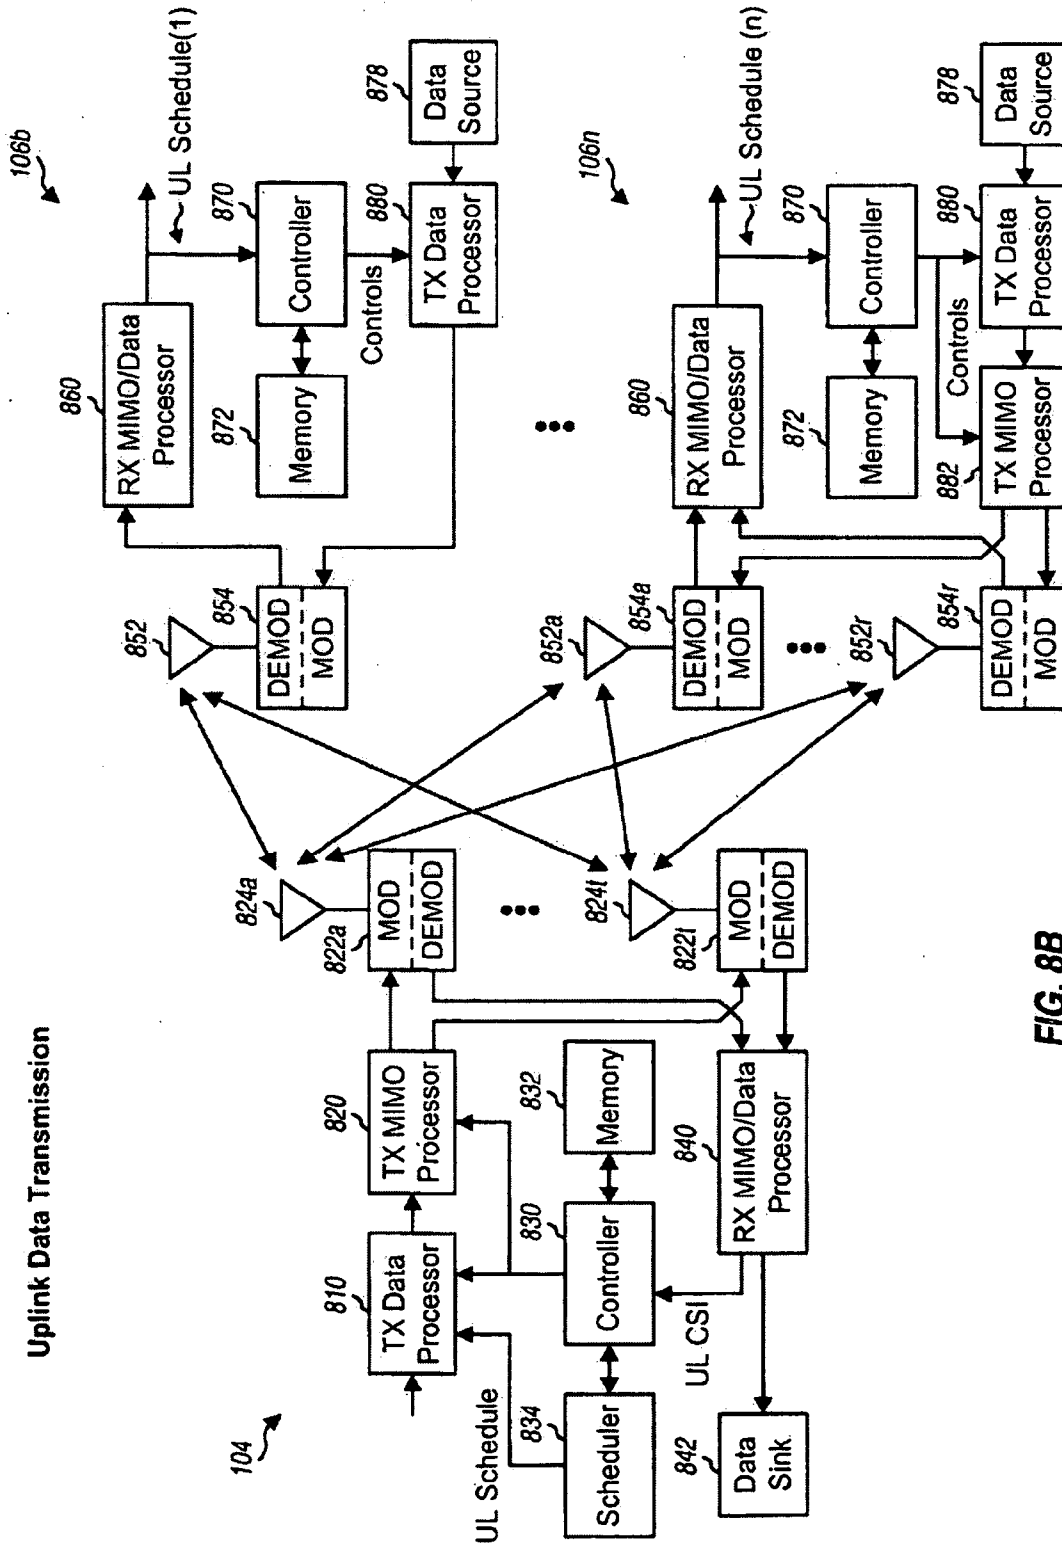 Uplink Data Transmission
104
UL Schedule
810
TX Data
Processor
820
TX MIMO
Processor
834
Scheduler
830
Controller
832
Memory
UL CSI
842
Data
Sink
840
RX MIMO/Data
Processor
824a
822a
MOD
DEMOD
824t
822t
MOD
DEMOD
106b
852
854
DEMOD
MOD
860
RX MIMO/Data
Processor
UL Schedule(1)
872
Memory
870
Controller
Controls
880
TX Data
Processor
878
Data
Source
106n
852a
854a
DEMOD
MOD
852r
854r
DEMOD
MOD
860
RX MIMO/Data
Processor
UL Schedule (n)
872
Memory
870
Controller
Controls
882
TX MIMO
Processor
880
TX Data
Processor
878
Data
Source
FIG. 8B